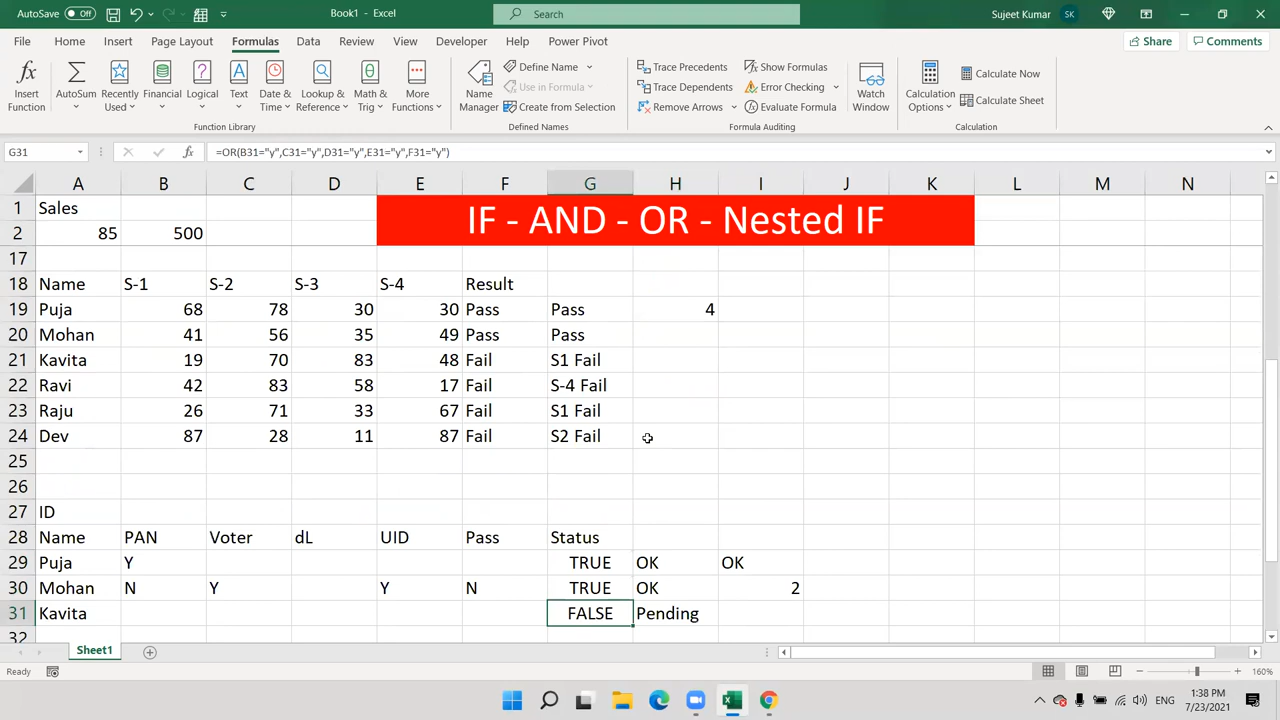 AutoSave Off Book1 - Excel Search Sujeet Kumar SK
File Home Insert Page Layout Formulas Data Review View Developer Help Power Pivot Share Comments
Insert Function AutoSum Recently Used Financial Logical Text Date & Time Lookup & Reference Math & Trig More Functions Name Manager Define Name Use in Formula Create from Selection Trace Precedents Trace Dependents Remove Arrows Show Formulas Error Checking Evaluate Formula Watch Window Calculation Options Calculate Now Calculate Sheet
Function Library Defined Names Formula Auditing Calculation
G31 fx =OR(B31="y",C31="y",D31="y",E31="y",F31="y")
A B C D E F G H I J K L M N
1 Sales
IF - AND - OR - Nested IF
2 85 500
17
18 Name S-1 S-2 S-3 S-4 Result
19 Puja 68 78 30 30 Pass Pass 4
20 Mohan 41 56 35 49 Pass Pass
21 Kavita 19 70 83 48 Fail S1 Fail
22 Ravi 42 83 58 17 Fail S-4 Fail
23 Raju 26 71 33 67 Fail S1 Fail
24 Dev 87 28 11 87 Fail S2 Fail
25
26
27 ID
28 Name PAN Voter dL UID Pass Status
29 Puja Y TRUE OK OK
30 Mohan N Y Y N TRUE OK 2
31 Kavita FALSE Pending
32
Sheet1
Ready 160%
ENG 1:38 PM
7/23/2021